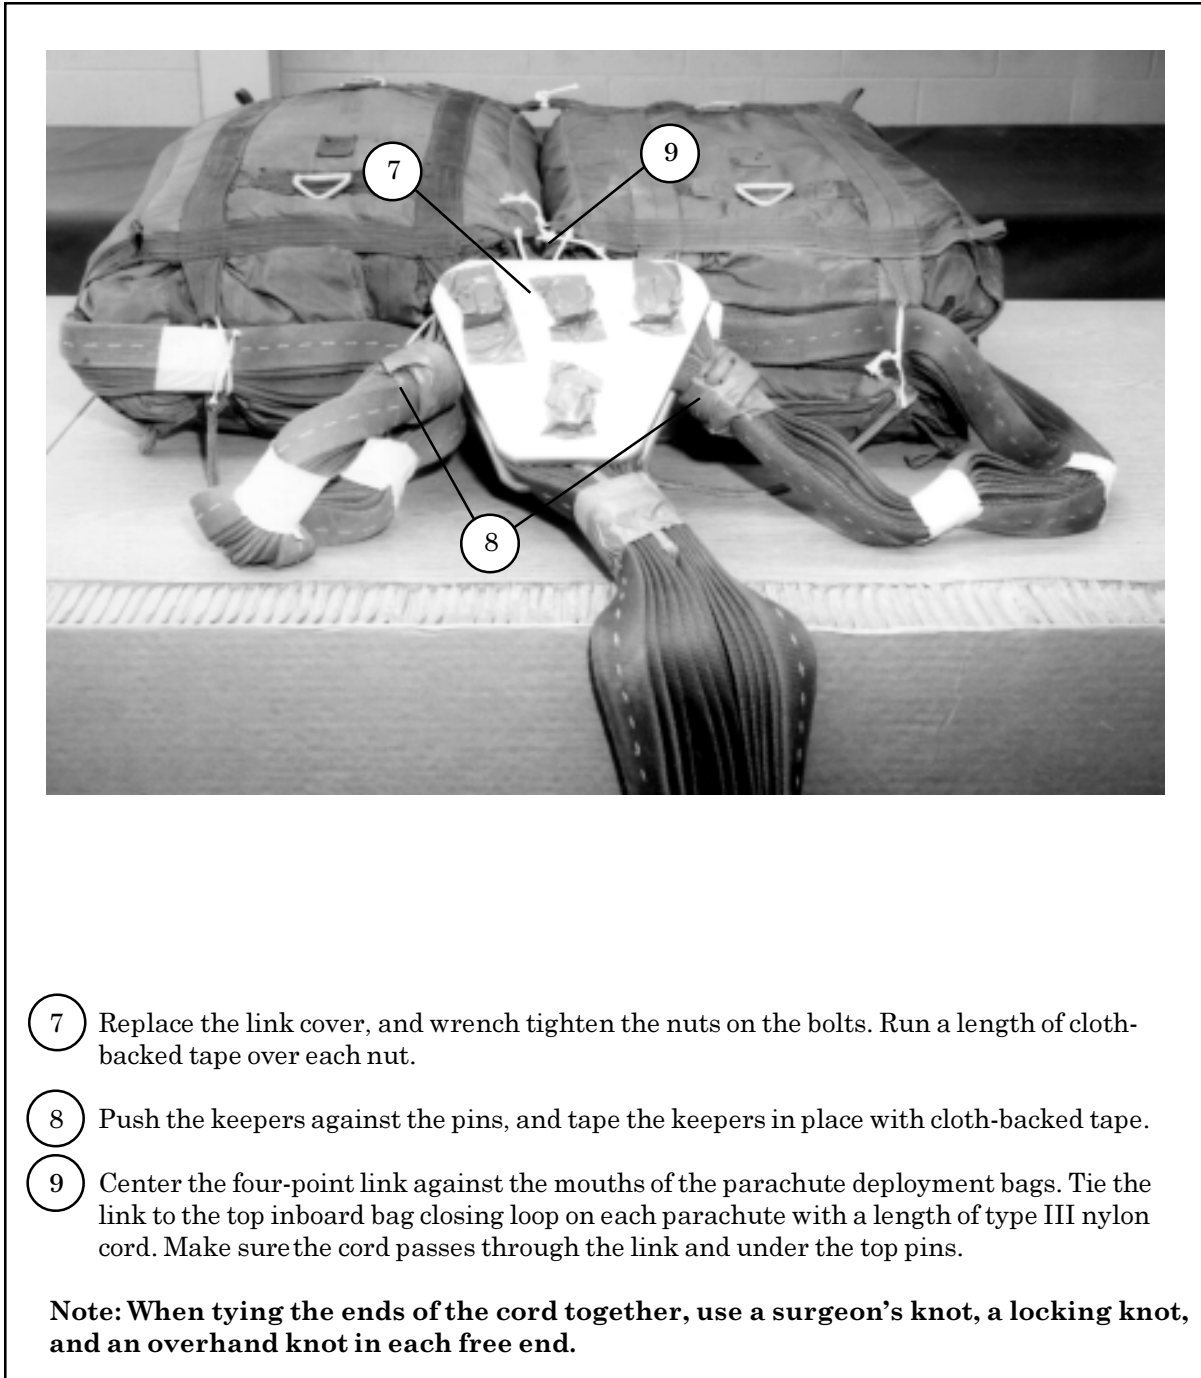 7
9
8
7 Replace the link cover, and wrench tighten the nuts on the bolts. Run a length of cloth-
backed tape over each nut.
8 Push the keepers against the pins, and tape the keepers in place with cloth-backed tape.
9 Center the four-point link against the mouths of the parachute deployment bags. Tie the
link to the top inboard bag closing loop on each parachute with a length of type III nylon
cord. Make sure the cord passes through the link and under the top pins.
Note: When tying the ends of the cord together, use a surgeon’s knot, a locking knot,
and an overhand knot in each free end.